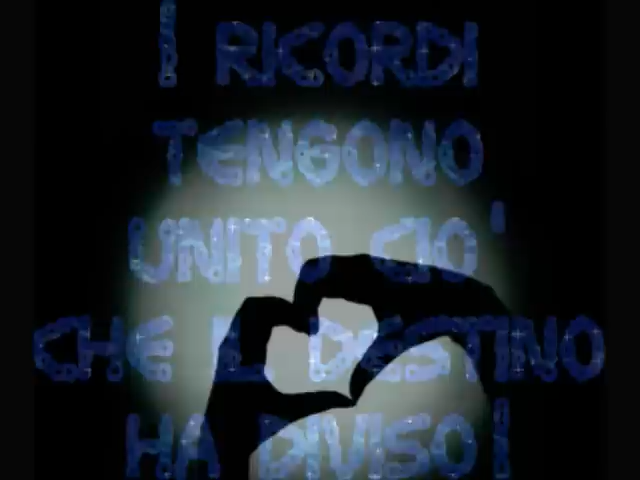 I RICORDI
TENGONO
UNITO CIO'
CHE IL DESTINO
HA DIVISO!